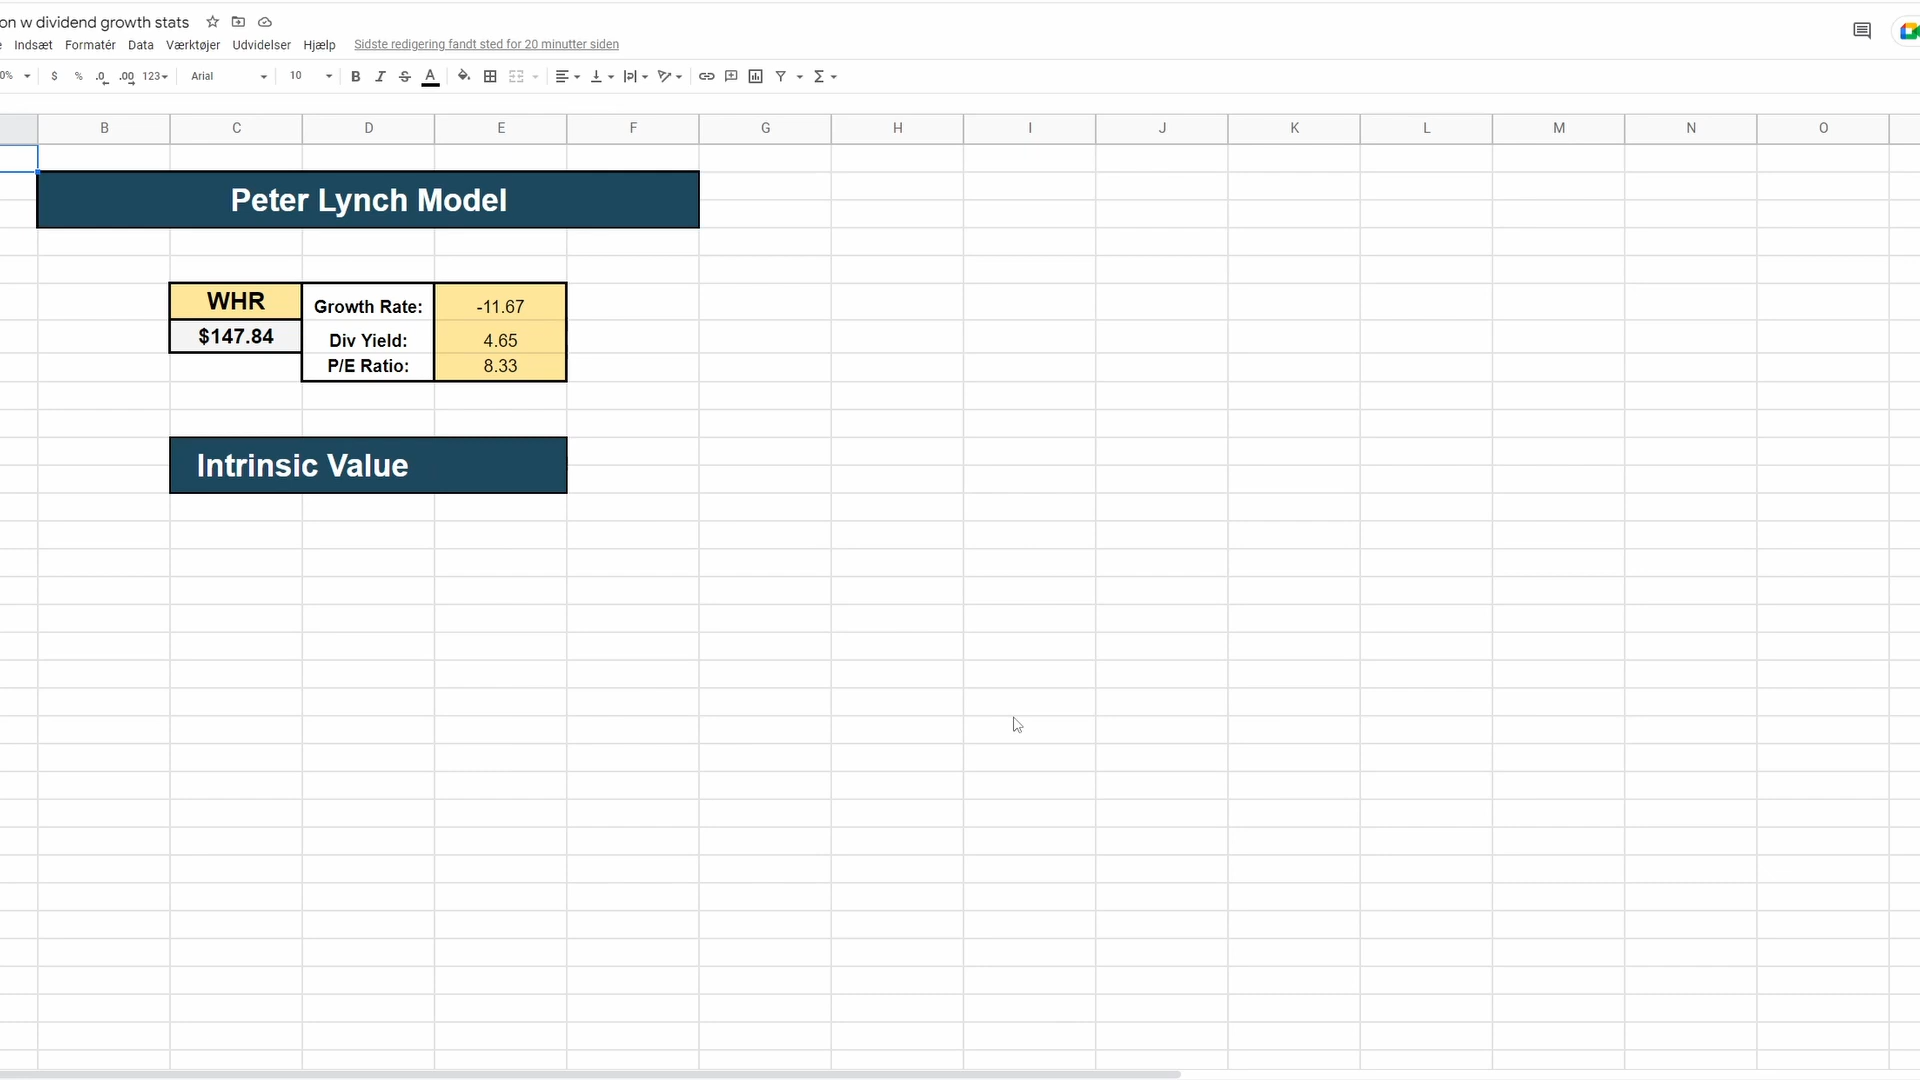 on w dividend growth stats
Indsæt Formatér Data Værktøjer Udvidelser Hjælp Sidste redigering fandt sted for 20 minutter siden
0% $ % .0 .00 123 Arial 10 B I S A Σ
B C D E F G H I J K L M N O
Peter Lynch Model
WHR Growth Rate: -11.67
$147.84 Div Yield: 4.65
P/E Ratio: 8.33
Intrinsic Value